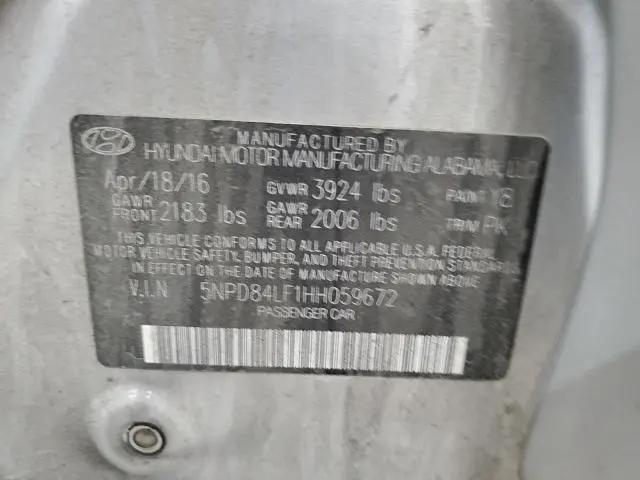 MANUFACTURED BY
HYUNDAI MOTOR MANUFACTURING ALABAMA, LLC
Apr/18/16 GVWR 3924 lbs PAINT Y8
GAWR FRONT 2183 lbs GAWR REAR 2006 lbs TRIM PK
THIS VEHICLE CONFORMS TO ALL APPLICABLE U.S.A. FEDERAL
MOTOR VEHICLE SAFETY, BUMPER, AND THEFT PREVENTION
STANDARDS IN EFFECT ON THE DATE OF MANUFACTURE SHOWN ABOVE
V.I.N 5NPD84LF1HH059672
PASSENGER CAR